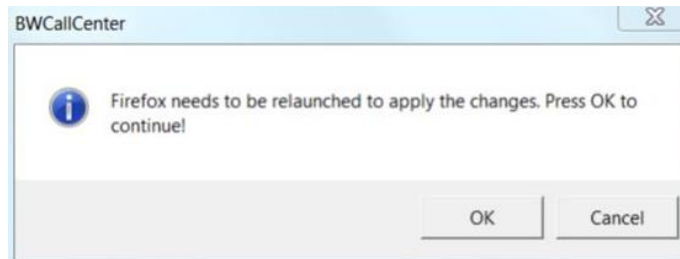 BWCallCenter
Firefox needs to be relaunched to apply the changes. Press OK to
continue!
OK
Cancel